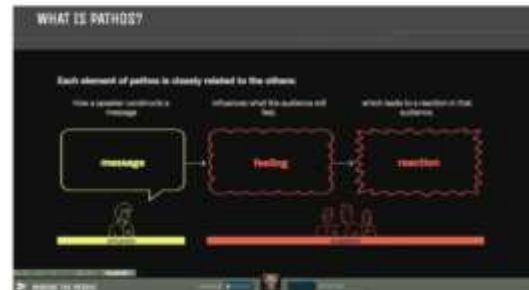 WHAT IS PATHOS?
Each element of pathos is closely related to the others:
How a speaker constructs a
message
influences what the audience will
feel,
which leads to a reaction in that
audience.
message
feeling
reaction